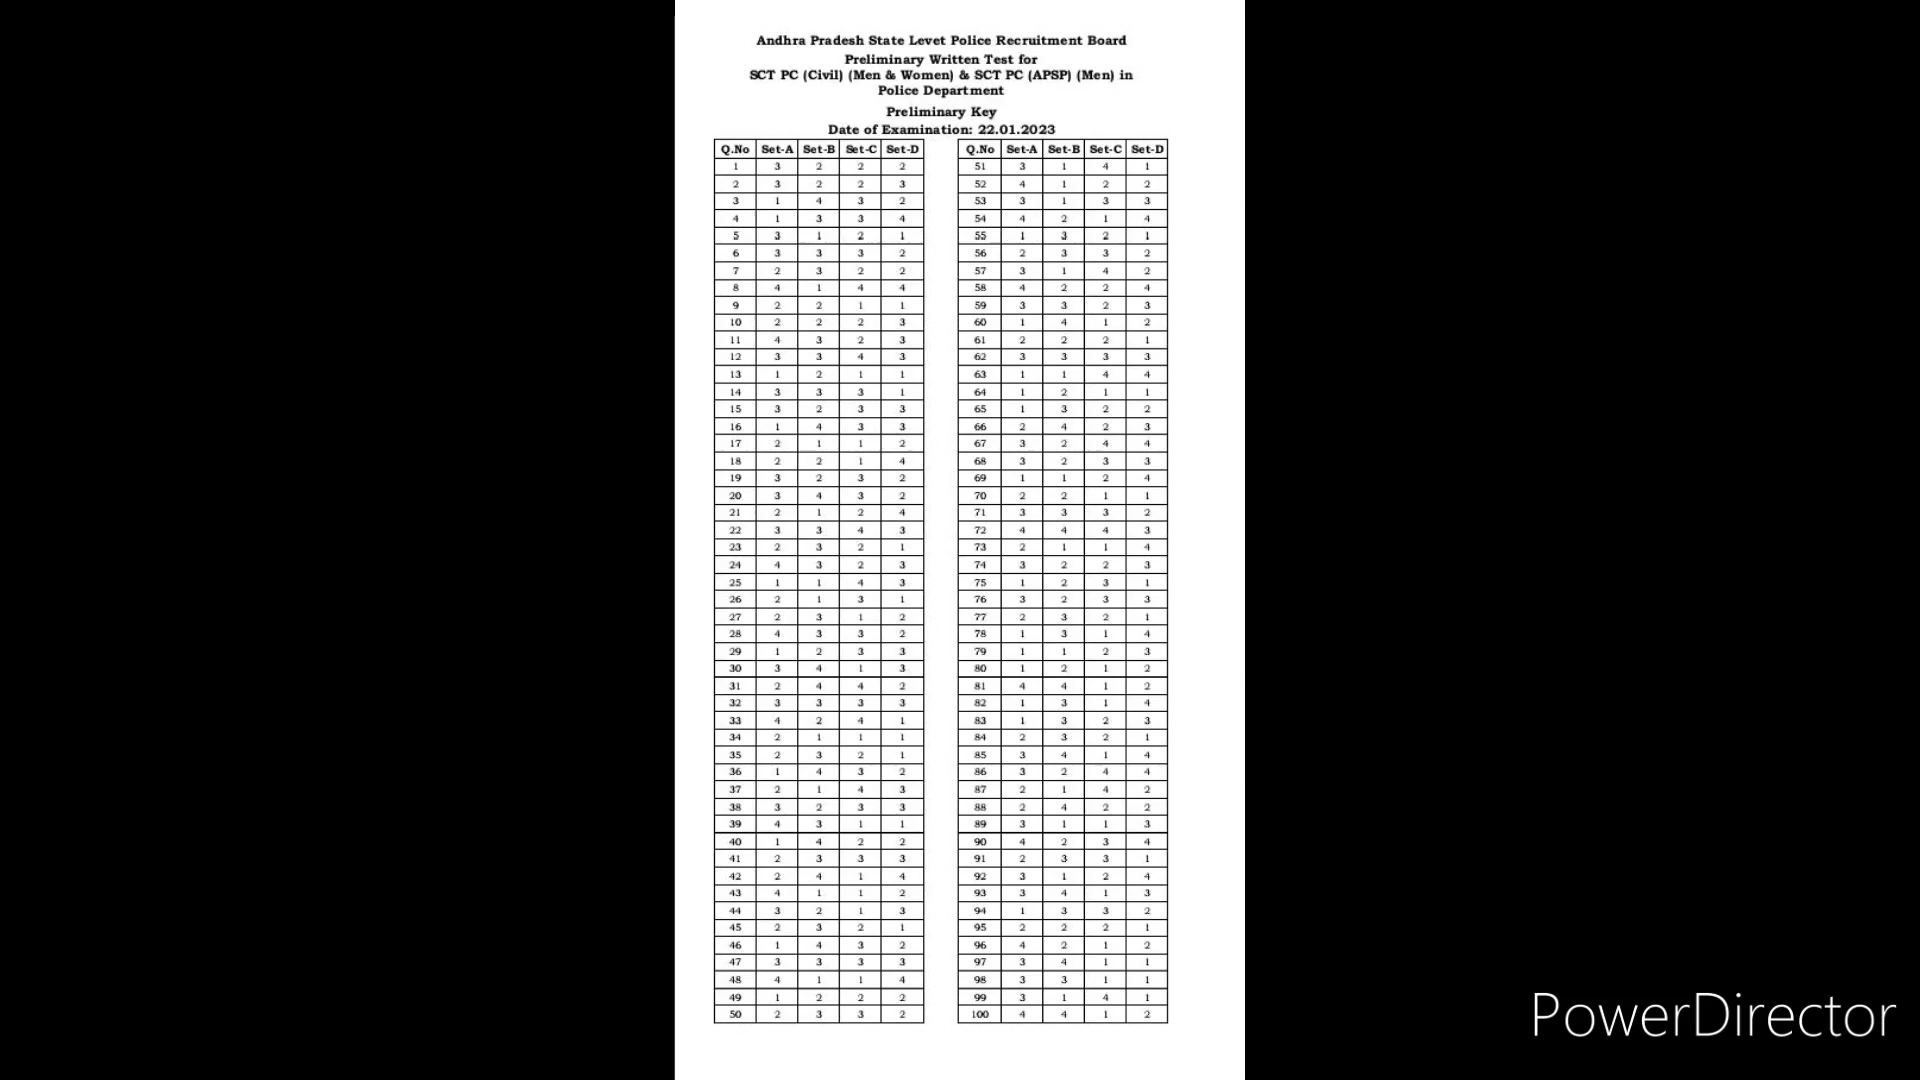 Andhra Pradesh State Levet Police Recruitment Board
Preliminary Written Test for
SCT PC (Civil) (Men & Women) & SCT PC (APSP) (Men) in
Police Department
Preliminary Key
Date of Examination: 22.01.2023
Q.No Set-A Set-B Set-C Set-D Q.No Set-A Set-B Set-C Set-D
1 3 2 2 2 51 3 1 4 1
2 3 2 2 3 52 4 1 2 2
3 1 4 3 2 53 3 1 3 3
4 1 3 3 4 54 4 2 1 4
5 3 1 2 1 55 1 3 2 1
6 3 3 3 2 56 2 3 3 2
7 2 3 2 2 57 3 1 4 2
8 4 1 4 4 58 4 2 2 4
9 2 2 1 1 59 3 3 2 3
10 2 2 2 3 60 1 4 1 2
11 4 3 2 3 61 2 2 2 1
12 3 3 4 3 62 3 3 3 3
13 1 2 1 1 63 1 1 4 4
14 3 3 3 1 64 1 2 1 1
15 3 2 3 3 65 1 3 2 2
16 1 4 3 3 66 2 4 2 3
17 2 1 1 2 67 3 2 4 4
18 2 2 1 4 68 3 2 3 3
19 3 2 3 2 69 1 1 2 4
20 3 4 3 2 70 2 2 1 1
21 2 1 2 4 71 3 3 3 2
22 3 3 4 3 72 4 4 4 3
23 2 3 2 1 73 2 1 1 4
24 4 3 2 3 74 3 2 2 3
25 1 1 4 3 75 1 2 3 1
26 2 1 3 1 76 3 2 3 3
27 2 3 1 2 77 2 3 2 1
28 4 3 3 2 78 1 3 1 4
29 1 2 3 3 79 1 1 2 3
30 3 4 1 3 80 1 2 1 2
31 2 4 4 2 81 4 4 1 2
32 3 3 3 3 82 1 3 1 4
33 4 2 4 1 83 1 3 2 3
34 2 1 1 1 84 2 3 2 1
35 2 3 2 1 85 3 4 1 4
36 1 4 3 2 86 3 2 4 4
37 2 1 4 3 87 2 1 4 2
38 3 2 3 3 88 2 4 2 2
39 4 3 1 1 89 3 1 1 3
40 1 4 2 2 90 4 2 3 4
41 2 3 3 3 91 2 3 3 1
42 2 4 1 4 92 3 1 2 4
43 4 1 1 2 93 3 4 1 3
44 3 2 1 3 94 1 3 3 2
45 2 3 2 1 95 2 2 2 1
46 1 4 3 2 96 4 2 1 2
47 3 3 3 3 97 3 4 1 1
48 4 1 1 4 98 3 3 1 1
49 1 2 2 2 99 3 1 4 1
50 2 3 3 2 100 4 4 1 2
PowerDirector